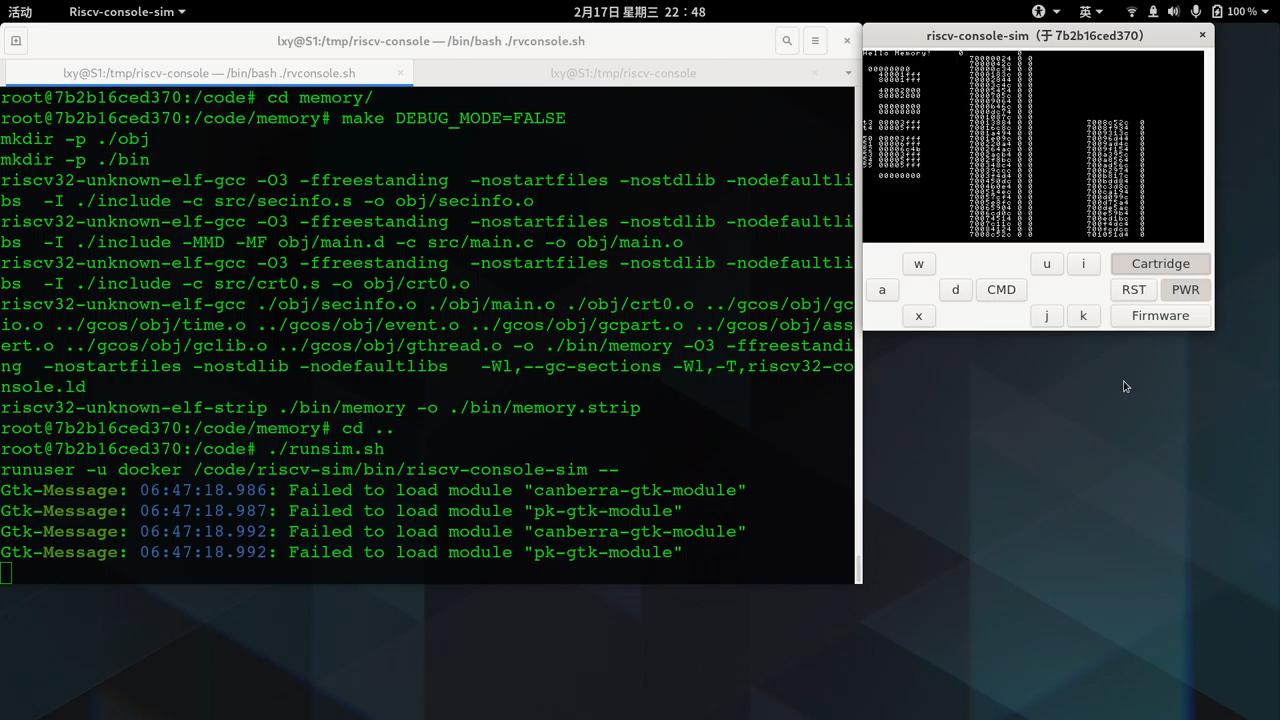 活动 Riscv-console-sim 2月17日 星期三 22：48 英 100 %
lxy@S1:/tmp/riscv-console — /bin/bash ./rvconsole.sh
lxy@S1:/tmp/riscv-console — /bin/bash ./rvconsole.sh
lxy@S1:/tmp/riscv-console
root@7b2b16ced370:/code# cd memory/
root@7b2b16ced370:/code/memory# make DEBUG_MODE=FALSE
mkdir -p ./obj
mkdir -p ./bin
riscv32-unknown-elf-gcc -O3 -ffreestanding  -nostartfiles -nostdlib -nodefaultli
bs  -I ./include -c src/secinfo.s -o obj/secinfo.o
riscv32-unknown-elf-gcc -O3 -ffreestanding  -nostartfiles -nostdlib -nodefaultli
bs  -I ./include -MMD -MF obj/main.d -c src/main.c -o obj/main.o
riscv32-unknown-elf-gcc -O3 -ffreestanding  -nostartfiles -nostdlib -nodefaultli
bs  -I ./include -c src/crt0.s -o obj/crt0.o
riscv32-unknown-elf-gcc ./obj/secinfo.o ./obj/main.o ./obj/crt0.o ../gcos/obj/gc
io.o ../gcos/obj/time.o ../gcos/obj/event.o ../gcos/obj/gcpart.o ../gcos/obj/ass
ert.o ../gcos/obj/gclib.o ../gcos/obj/gthread.o -o ./bin/memory -O3 -ffreestandi
ng  -nostartfiles -nostdlib -nodefaultlibs   -Wl,--gc-sections -Wl,-T,riscv32-co
nsole.ld
riscv32-unknown-elf-strip ./bin/memory -o ./bin/memory.strip
root@7b2b16ced370:/code/memory# cd ..
root@7b2b16ced370:/code# ./runsim.sh
runuser -u docker /code/riscv-sim/bin/riscv-console-sim --
Gtk-Message: 06:47:18.986: Failed to load module "canberra-gtk-module"
Gtk-Message: 06:47:18.987: Failed to load module "pk-gtk-module"
Gtk-Message: 06:47:18.992: Failed to load module "canberra-gtk-module"
Gtk-Message: 06:47:18.992: Failed to load module "pk-gtk-module"
riscv-console-sim（于 7b2b16ced370）
Hello Memory! 0 0
w u i Cartridge
a d CMD RST PWR
x j k Firmware